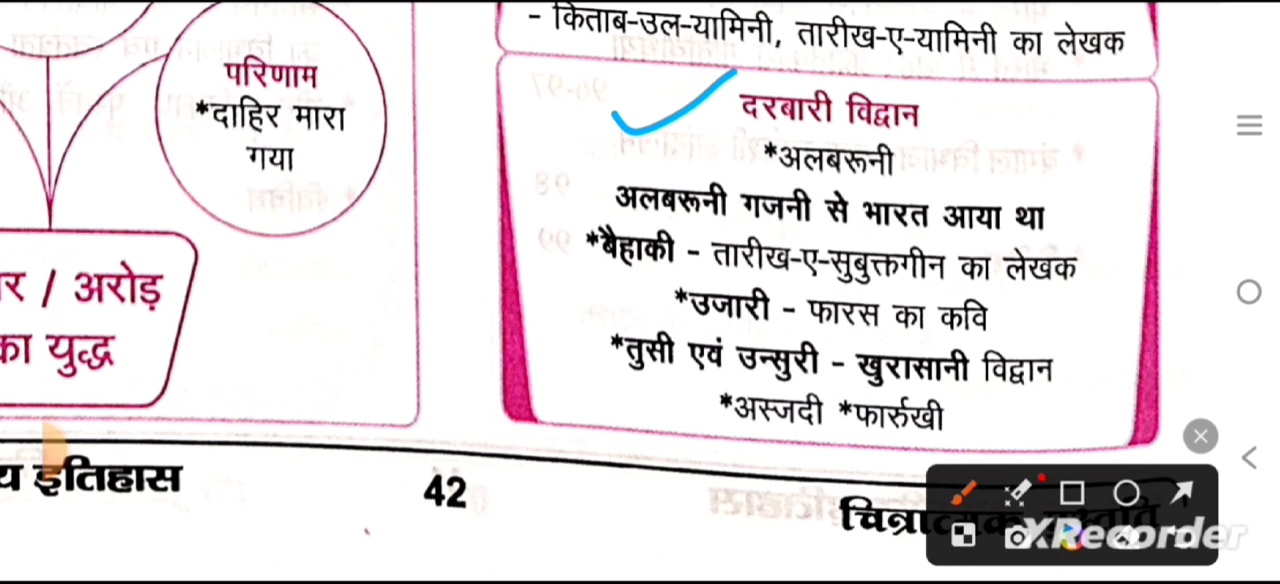 - किताब-उल-यामिनी, तारीख-ए-यामिनी का लेखक
परिणाम
*दाहिर मारा
गया
दरबारी विद्वान
*अलबरूनी
अलबरूनी गजनी से भारत आया था
*बैहाकी - तारीख-ए-सुबुक्तगीन का लेखक
*उजारी - फारस का कवि
*तुसी एवं उन्सुरी - खुरासानी विद्वान
*अस्जदी *फार्रुखी
र / अरोड़
का युद्ध
य इतिहास
42
XRecorder